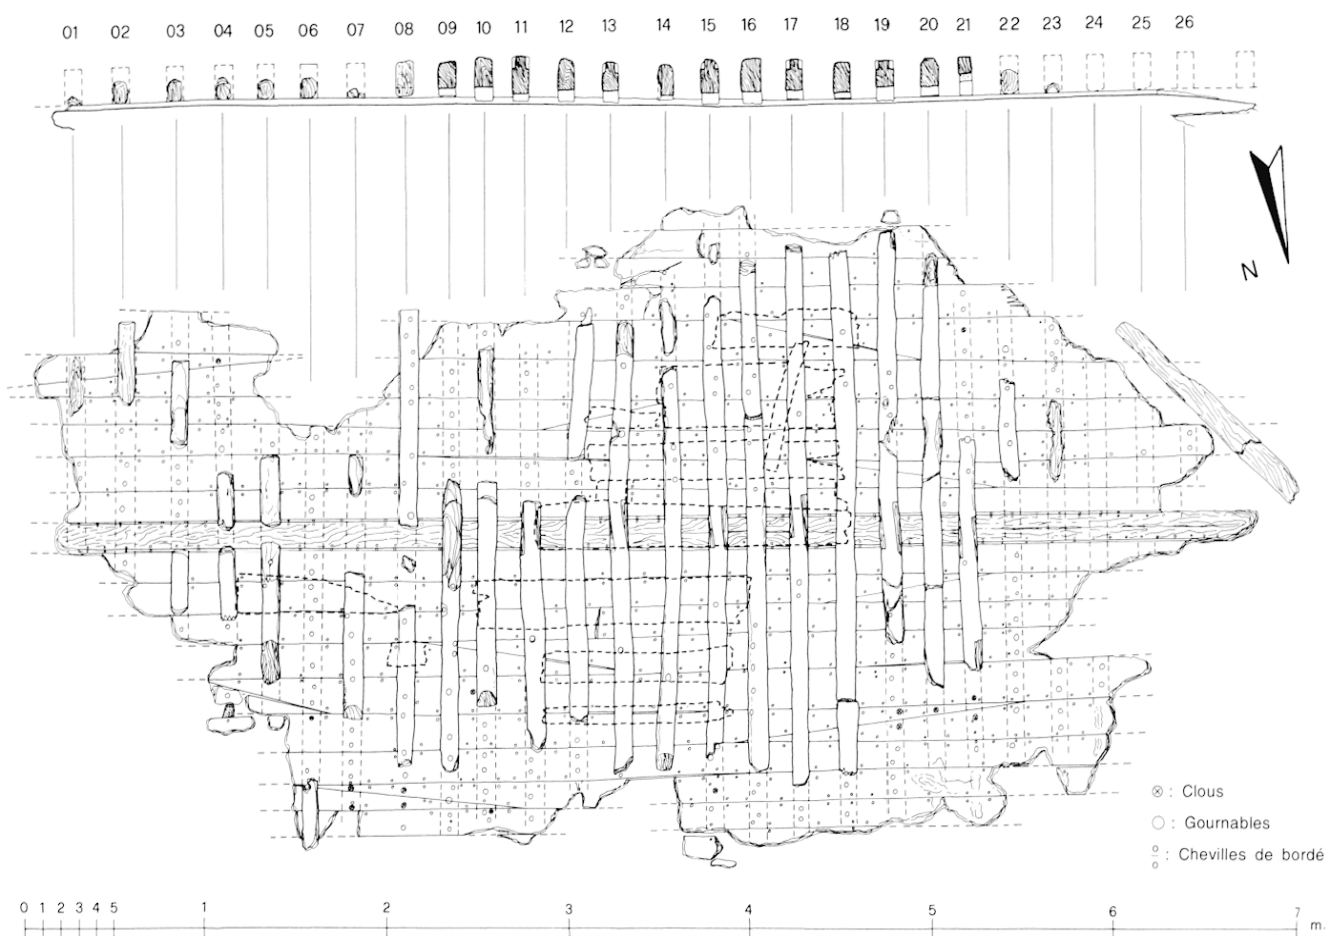 01 02 03 04 05 06 07 08 09 10 11 12 13 14 15 16 17 18 19 20 21 22 23 24 25 26
N
⊗ : Clous
○ : Gournables
: Chevilles de bordé
0 1 2 3 4 5 1 2 3 4 5 6 7 m.